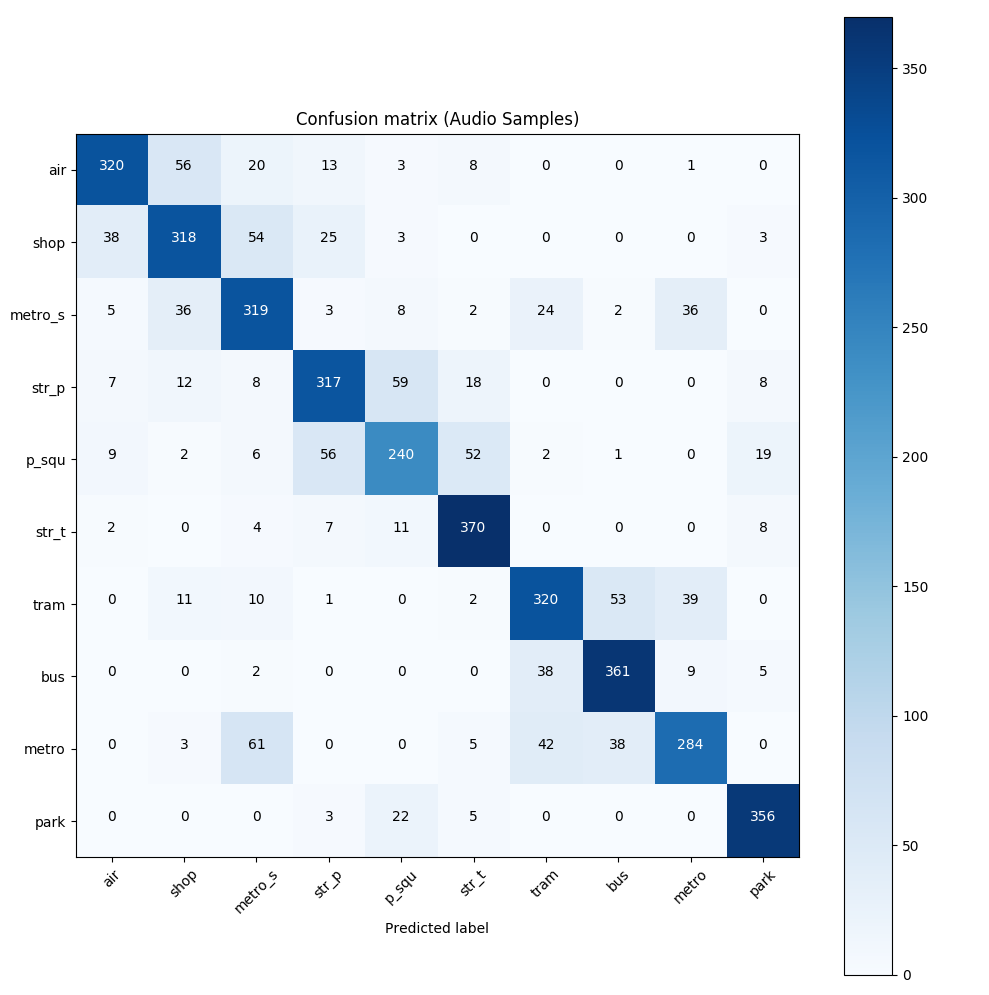 Confusion matrix (Audio Samples)
air 320 56 20 13 3 8 0 0 1 0
shop 38 318 54 25 3 0 0 0 0 3
metro_s 5 36 319 3 8 2 24 2 36 0
str_p 7 12 8 317 59 18 0 0 0 8
p_squ 9 2 6 56 240 52 2 1 0 19
str_t 2 0 4 7 11 370 0 0 0 8
tram 0 11 10 1 0 2 320 53 39 0
bus 0 0 2 0 0 0 38 361 9 5
metro 0 3 61 0 0 5 42 38 284 0
park 0 0 0 3 22 5 0 0 0 356
air shop metro_s str_p p_squ str_t tram bus metro park
Predicted label
350
300
250
200
150
100
50
0